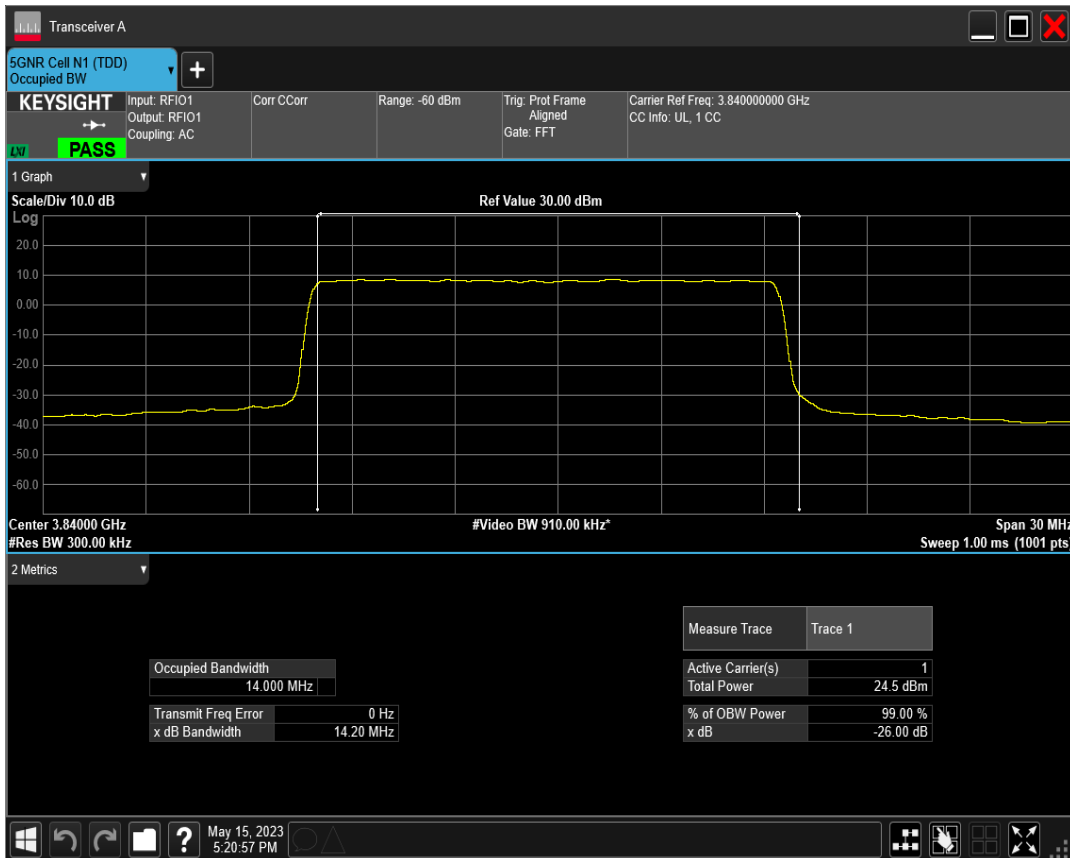 Transceiver A
5GNR Cell N1 (TDD)
Occupied BW
+
KEYSIGHT
LXI
PASS
Input: RFIO1
Output: RFIO1
Coupling: AC
Corr CCorr
Range: -60 dBm
Trig: Prot Frame
Aligned
Gate: FFT
Carrier Ref Freq: 3.840000000 GHz
CC Info: UL, 1 CC
1 Graph
Scale/Div 10.0 dB
Ref Value 30.00 dBm
Log
20.0
10.0
0.00
-10.0
-20.0
-30.0
-40.0
-50.0
-60.0
Center 3.84000 GHz
#Video BW 910.00 kHz*
Span 30 MHz
#Res BW 300.00 kHz
Sweep 1.00 ms (1001 pts)
2 Metrics
Measure Trace Trace 1
Occupied Bandwidth
14.000 MHz
Active Carrier(s) 1
Total Power 24.5 dBm
Transmit Freq Error 0 Hz
x dB Bandwidth 14.20 MHz
% of OBW Power 99.00 %
x dB -26.00 dB
?
May 15, 2023
5:20:57 PM